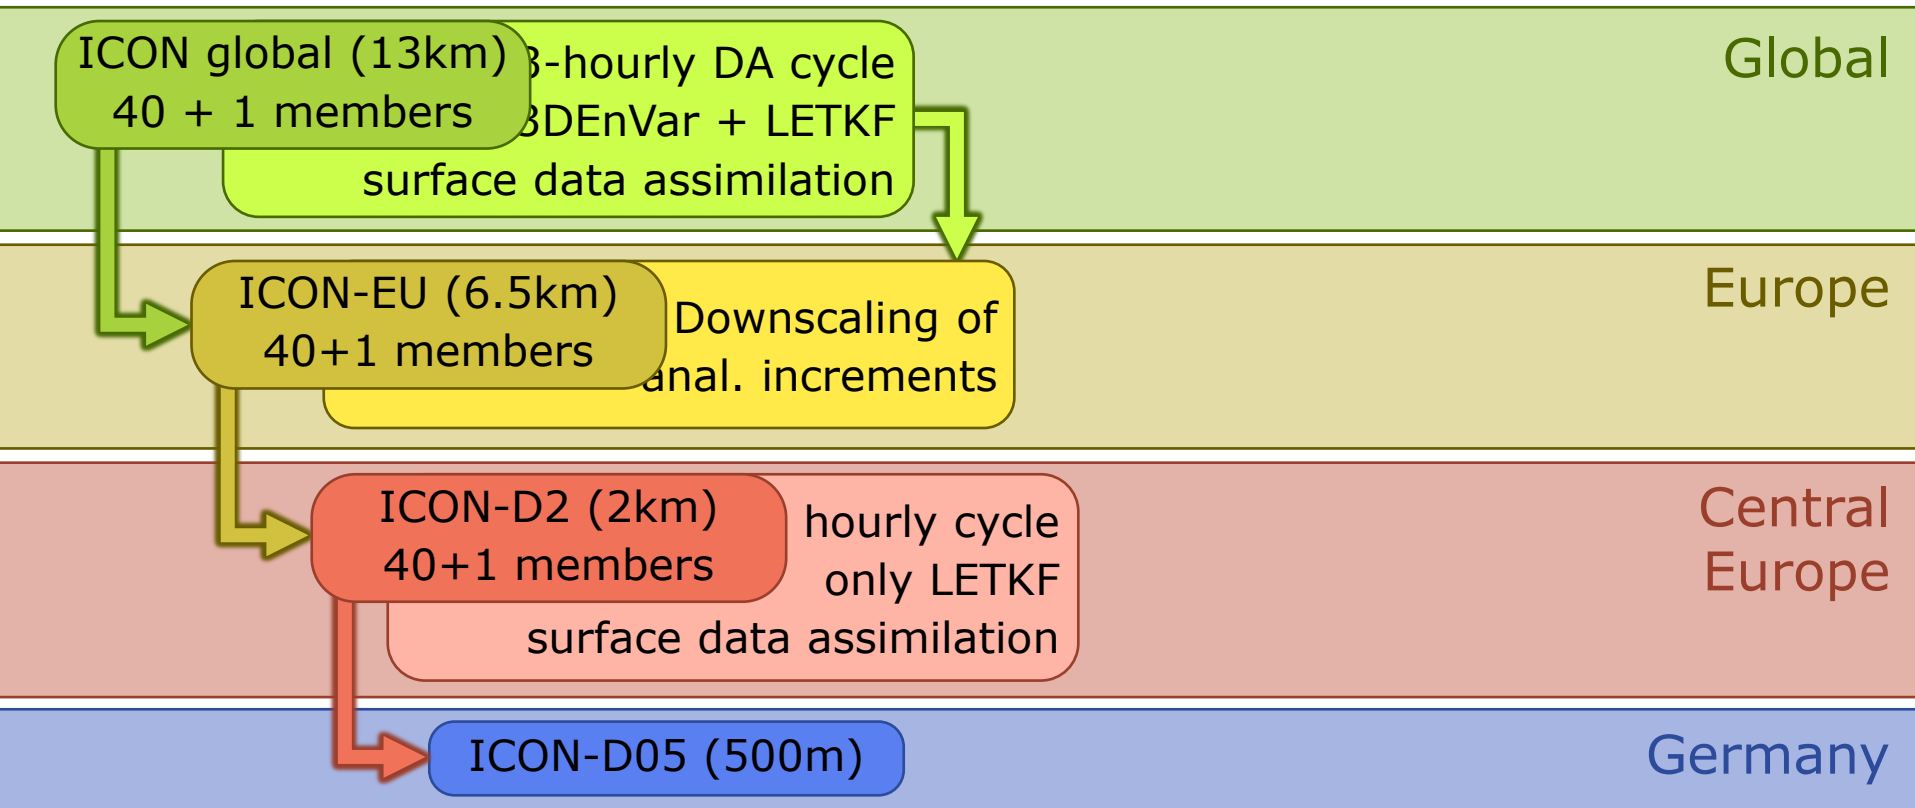 ICON global (13km)
40 + 1 members
3-hourly DA cycle
3DEnVar + LETKF
surface data assimilation
Global
ICON-EU (6.5km)
40+1 members
Downscaling of
anal. increments
Europe
ICON-D2 (2km)
40+1 members
hourly cycle
only LETKF
surface data assimilation
Central
Europe
ICON-D05 (500m)
Germany